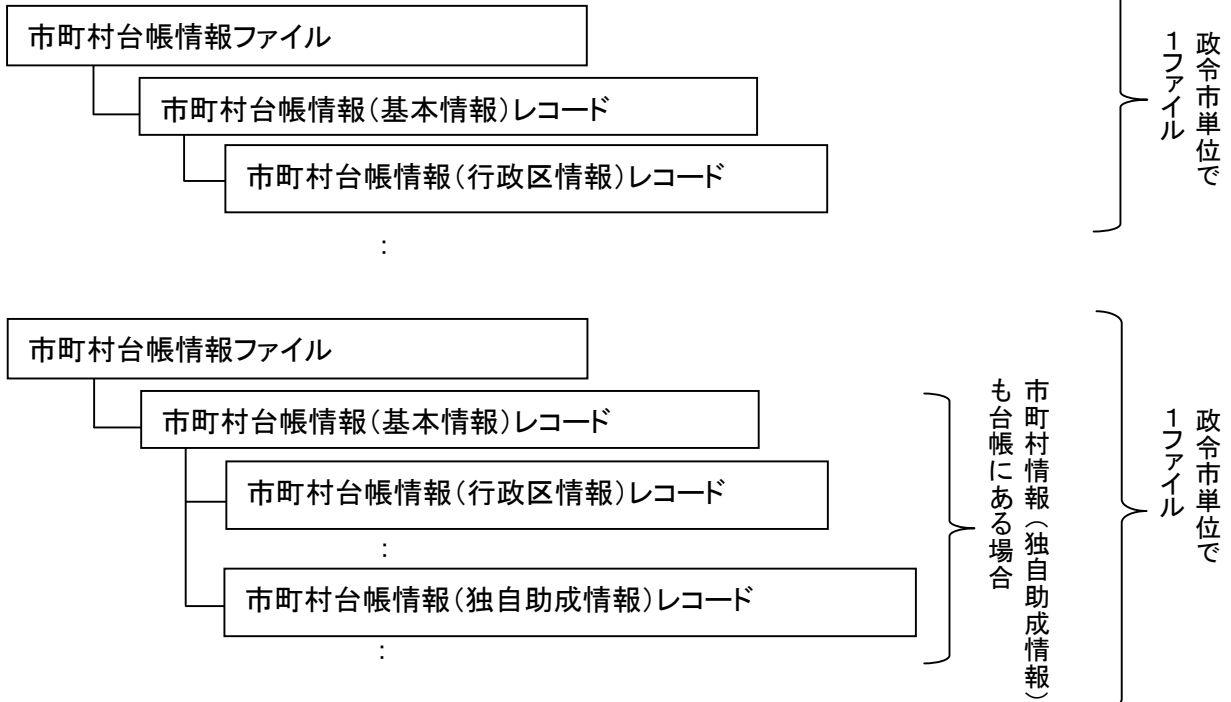 市町村台帳情報ファイル
市町村台帳情報(基本情報)レコード
市町村台帳情報(行政区情報)レコード
:
政令市単位で
1ファイル
市町村台帳情報ファイル
市町村台帳情報(基本情報)レコード
市町村台帳情報(行政区情報)レコード
:
市町村台帳情報(独自助成情報)レコード
:
市町村情報(独自助成情報)
も台帳にある場合
政令市単位で
1ファイル